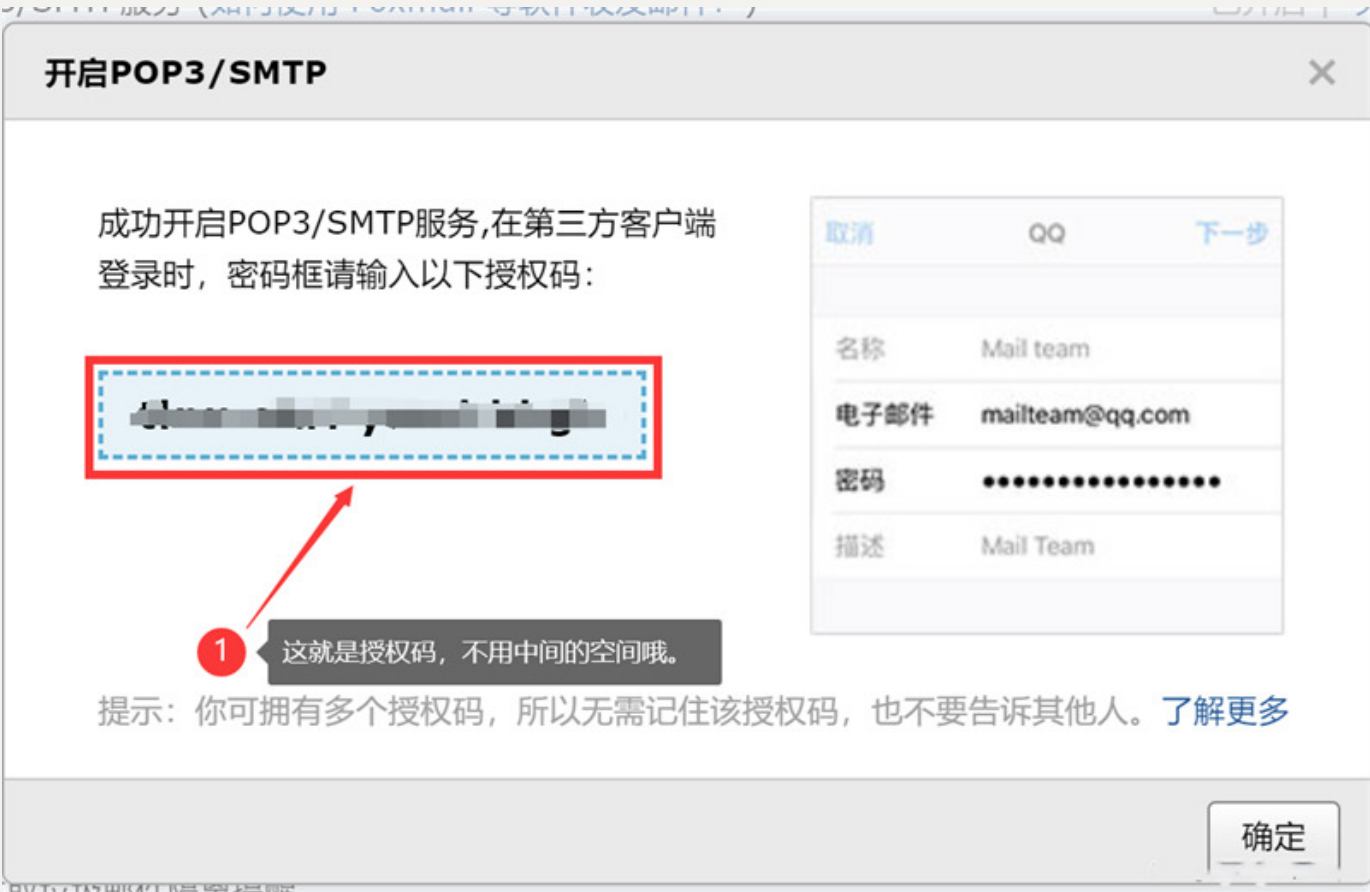 开启POP3/SMTP
成功开启POP3/SMTP服务,在第三方客户端
登录时，密码框请输入以下授权码：
取消 QQ 下一步
名称 Mail team
电子邮件 mailteam@qq.com
密码 ••••••••••••••••
描述 Mail Team
1 这就是授权码，不用中间的空间哦。
提示：你可拥有多个授权码，所以无需记住该授权码，也不要告诉其他人。了解更多
确定